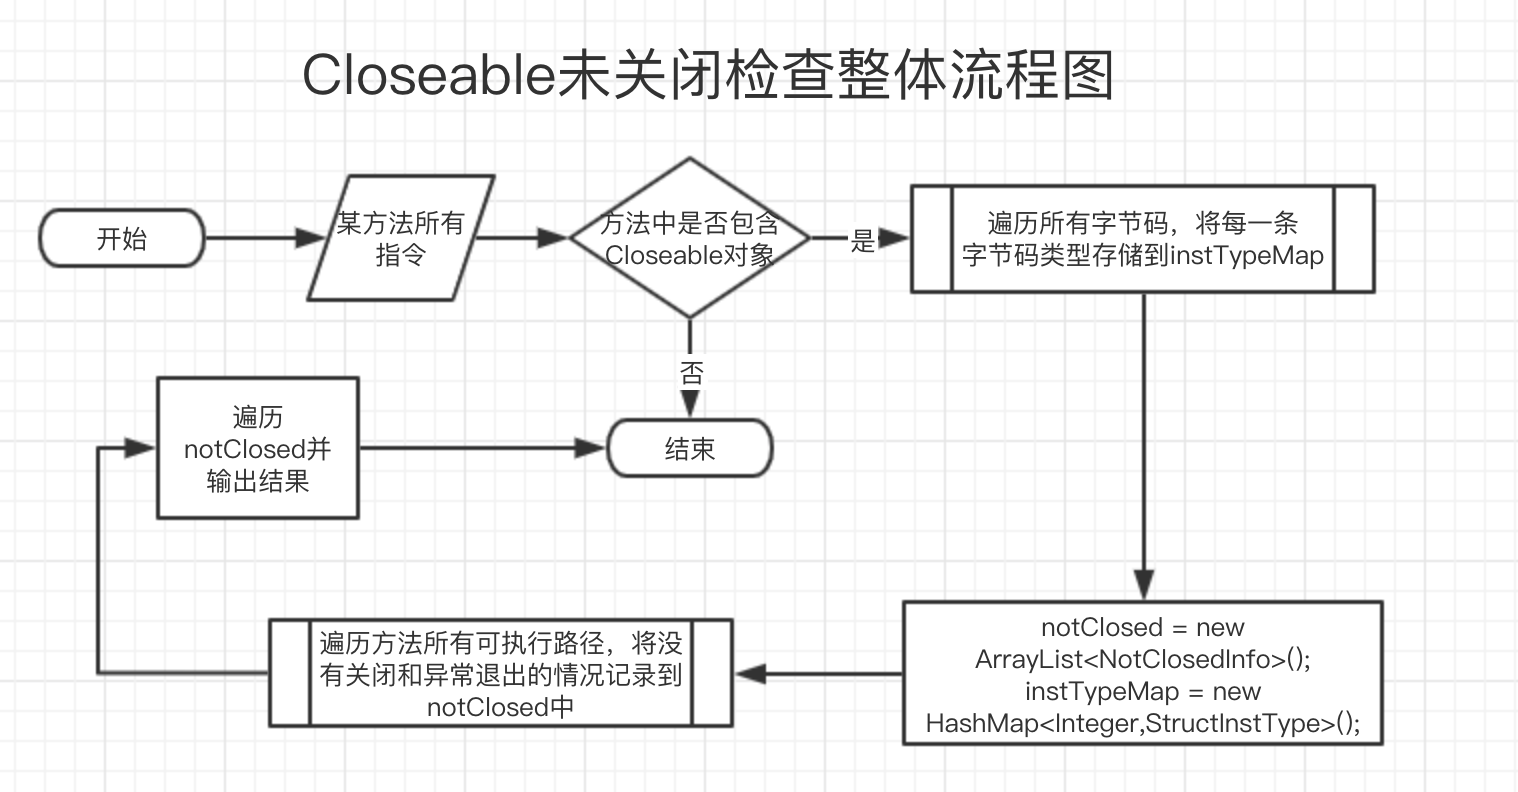 Closeable未关闭检查整体流程图
开始
某方法所有
指令
方法中是否包含
Closeable对象
是
遍历所有字节码，将每一条
字节码类型存储到instTypeMap
否
遍历
notClosed并
输出结果
结束
遍历方法所有可执行路径，将没
有关闭和异常退出的情况记录到
notClosed中
notClosed = new
ArrayList<NotClosedInfo>();
instTypeMap = new
HashMap<Integer,StructInstType>();